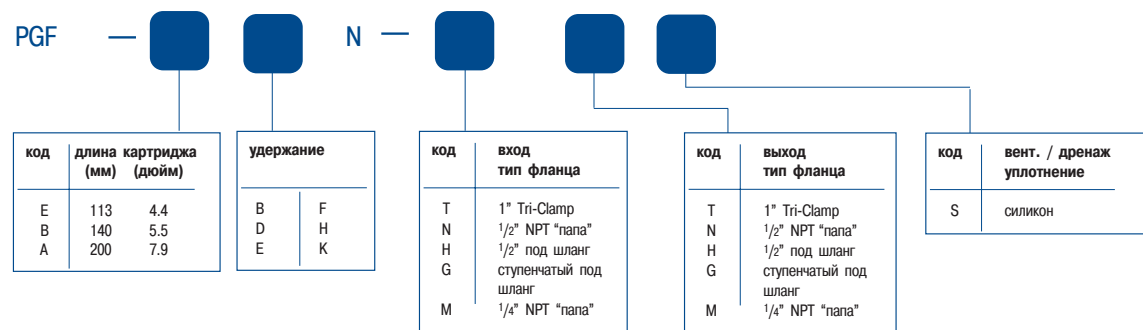 PGF — N —
код длина картриджа
(мм) (дюйм)
E 113 4.4
B 140 5.5
A 200 7.9
удержание
B F
D H
E K
код вход
тип фланца
T 1" Tri-Clamp
N 1/2" NPT "папа"
H 1/2" под шланг
G ступенчатый под
шланг
M 1/4" NPT "папа"
код выход
тип фланца
T 1" Tri-Clamp
N 1/2" NPT "папа"
H 1/2" под шланг
G ступенчатый под
шланг
M 1/4" NPT "папа"
код вент. / дренаж
уплотнение
S силикон